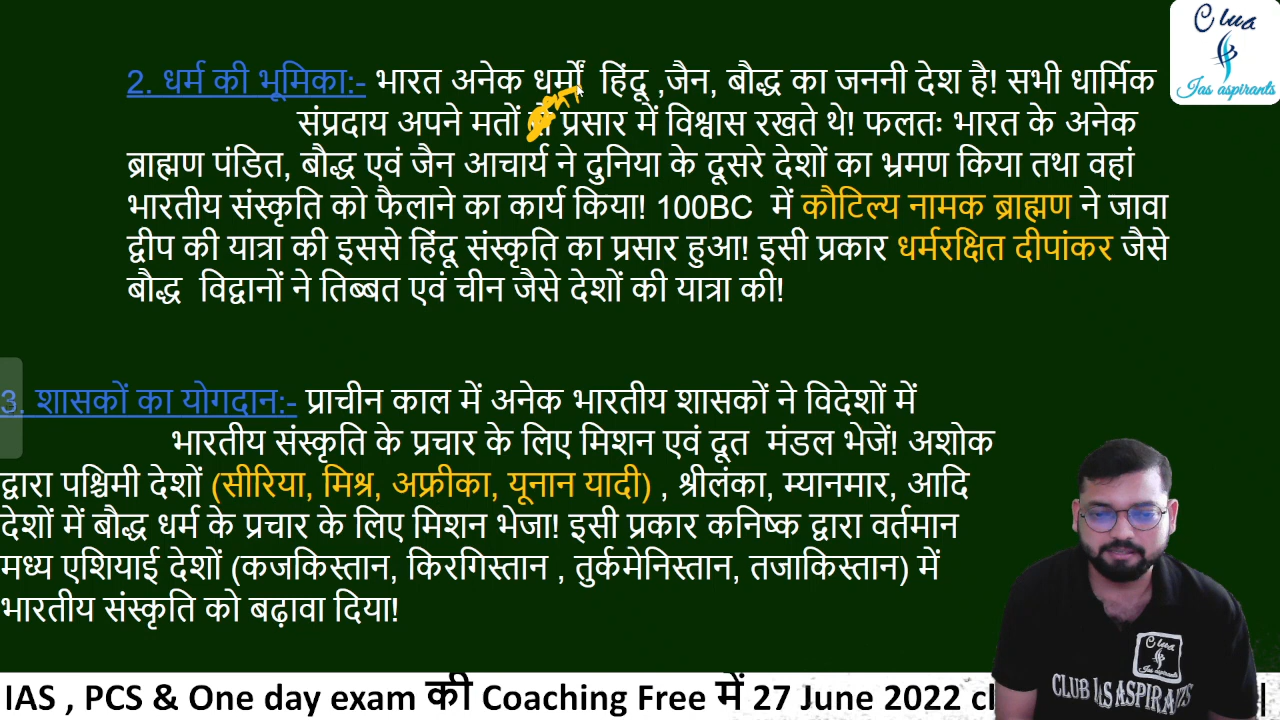 Clua
Ias aspirants
2. धर्म की भूमिका:- भारत अनेक धर्मों हिंदू ,जैन, बौद्ध का जननी देश है! सभी धार्मिक
संप्रदाय अपने मतों प्रसार में विश्वास रखते थे! फलतः भारत के अनेक
ब्राह्मण पंडित, बौद्ध एवं जैन आचार्य ने दुनिया के दूसरे देशों का भ्रमण किया तथा वहां
भारतीय संस्कृति को फैलाने का कार्य किया! 100BC में कौटिल्य नामक ब्राह्मण ने जावा
द्वीप की यात्रा की इससे हिंदू संस्कृति का प्रसार हुआ! इसी प्रकार धर्मरक्षित दीपांकर जैसे
बौद्ध विद्वानों ने तिब्बत एवं चीन जैसे देशों की यात्रा की!
3. शासकों का योगदान:- प्राचीन काल में अनेक भारतीय शासकों ने विदेशों में
भारतीय संस्कृति के प्रचार के लिए मिशन एवं दूत मंडल भेजें! अशोक
द्वारा पश्चिमी देशों (सीरिया, मिश्र, अफ्रीका, यूनान यादी) , श्रीलंका, म्यानमार, आदि
देशों में बौद्ध धर्म के प्रचार के लिए मिशन भेजा! इसी प्रकार कनिष्क द्वारा वर्तमान
मध्य एशियाई देशों (कजकिस्तान, किरगिस्तान , तुर्कमेनिस्तान, तजाकिस्तान) में
भारतीय संस्कृति को बढ़ावा दिया!
Clua
CLUB IAS ASPIRANTS
IAS , PCS & One day exam की Coaching Free में 27 June 2022